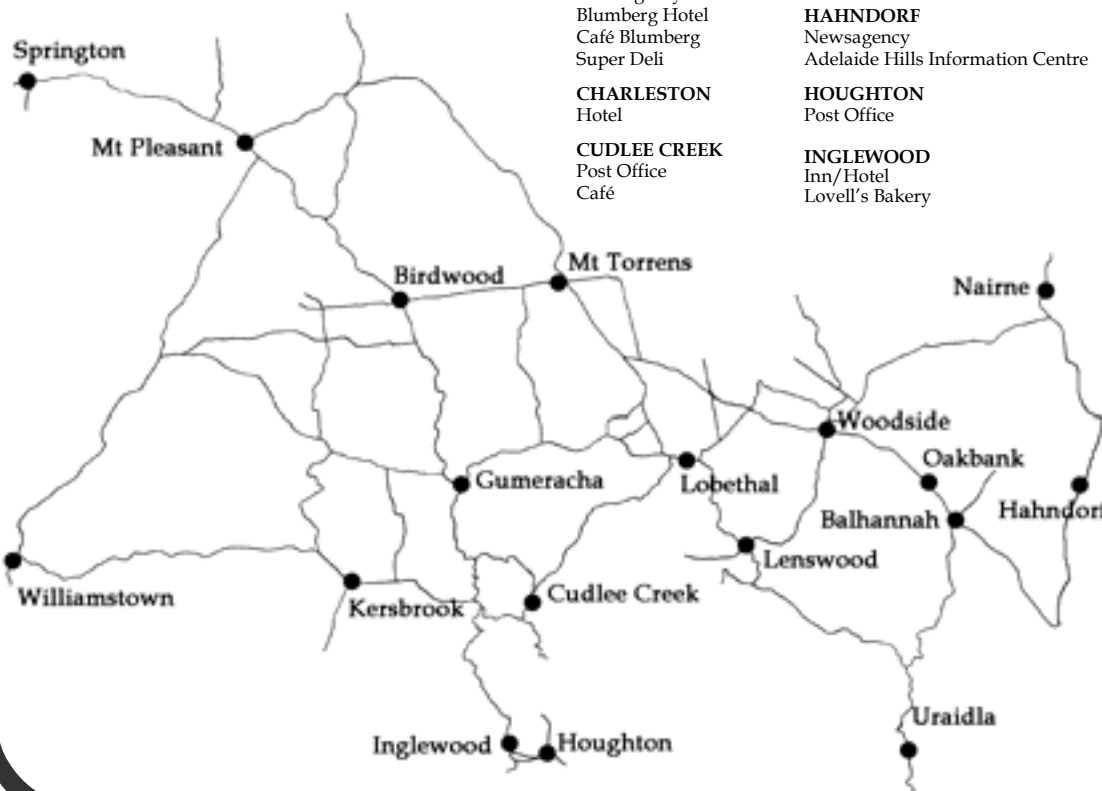 Blumberg Hotel
Café Blumberg
Super Deli
CHARLESTON
Hotel
CUDLEE CREEK
Post Office
Café
HAHNDORF
Newsagency
Adelaide Hills Information Centre
HOUGHTON
Post Office
INGLEWOOD
Inn/Hotel
Lovell's Bakery
Springton
Mt Pleasant
Birdwood
Mt Torrens
Nairne
Woodside
Oakbank
Gumeracha
Lobethal
Hahndorf
Balhannah
Lenswood
Williamstown
Kersbrook
Cudlee Creek
Uraidla
Inglewood
Houghton